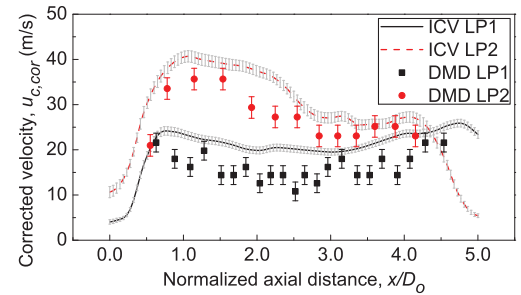 50
40
30
20
10
0
Corrected velocity, u_c,cor (m/s)
ICV LP1
ICV LP2
DMD LP1
DMD LP2
0.0 1.0 2.0 3.0 4.0 5.0
Normalized axial distance, x/D_o